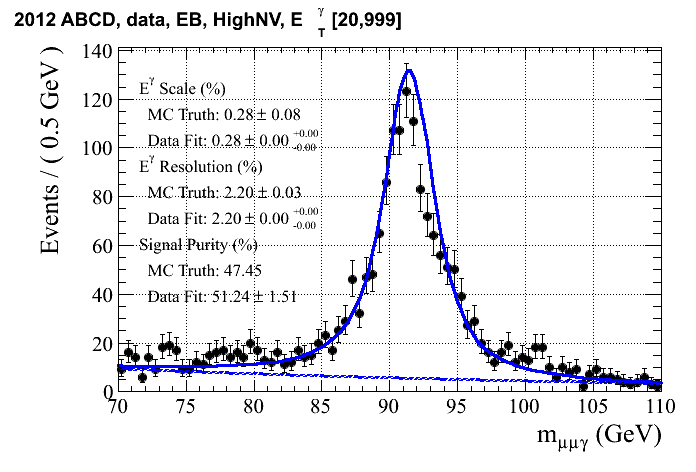 2012 ABCD, data, EB, HighNV, E γ T [20,999]
Events / ( 0.5 GeV )
140
120
100
80
60
40
20
0
Eγ Scale (%)
MC Truth: 0.28 ± 0.08
Data Fit: 0.28 ± 0.00 +0.00 -0.00
Eγ Resolution (%)
MC Truth: 2.20 ± 0.03
Data Fit: 2.20 ± 0.00 +0.00 -0.00
Signal Purity (%)
MC Truth: 47.45
Data Fit: 51.24 ± 1.51
70 75 80 85 90 95 100 105 110
mμμγ (GeV)